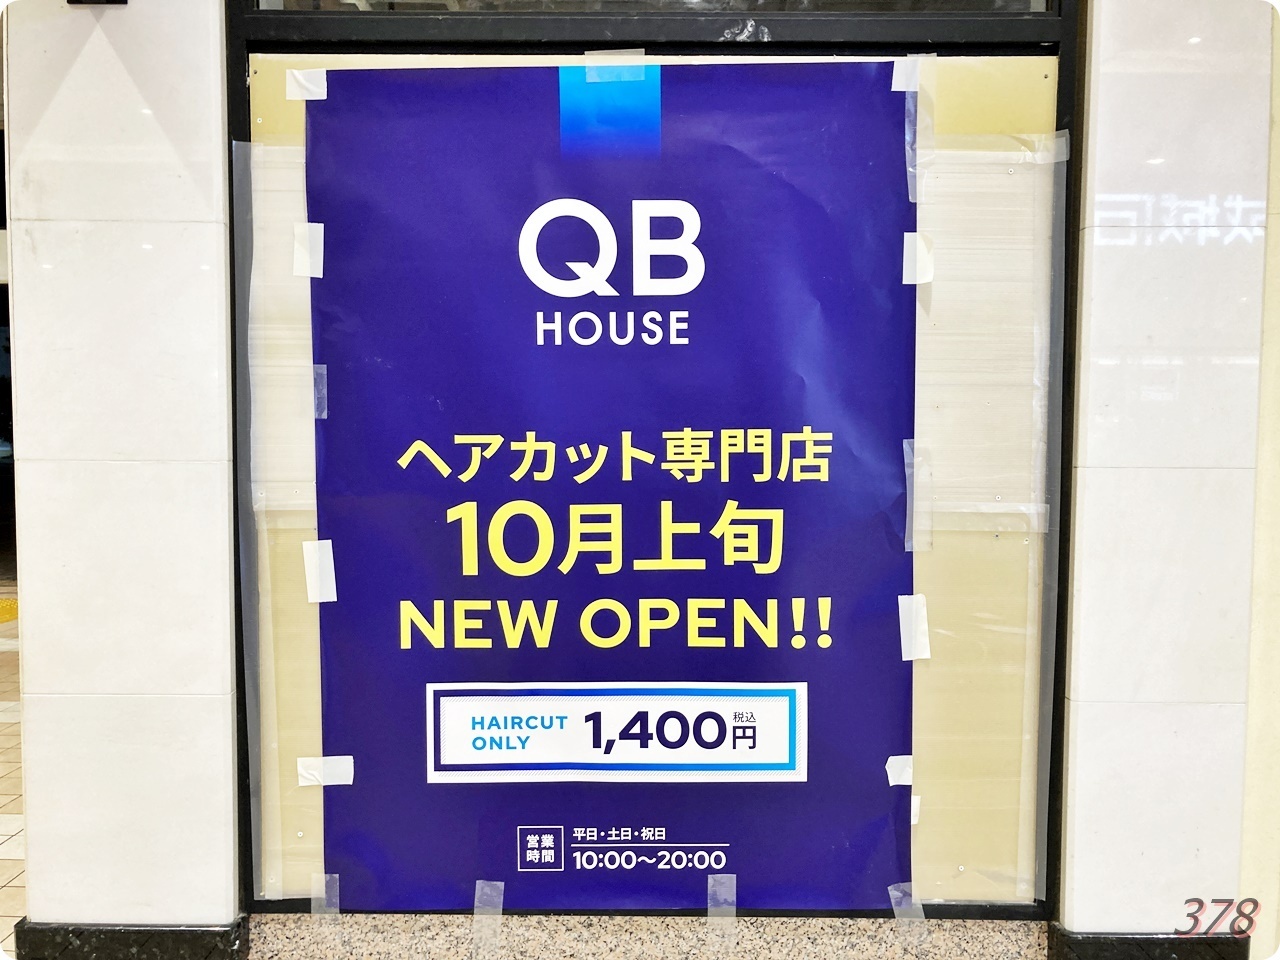 QB
HOUSE
ヘアカット専門店
10月上旬
NEW OPEN!!
HAIRCUT
ONLY
1,400円
税込
営業
時間
平日・土日・祝日
10:00～20:00
378